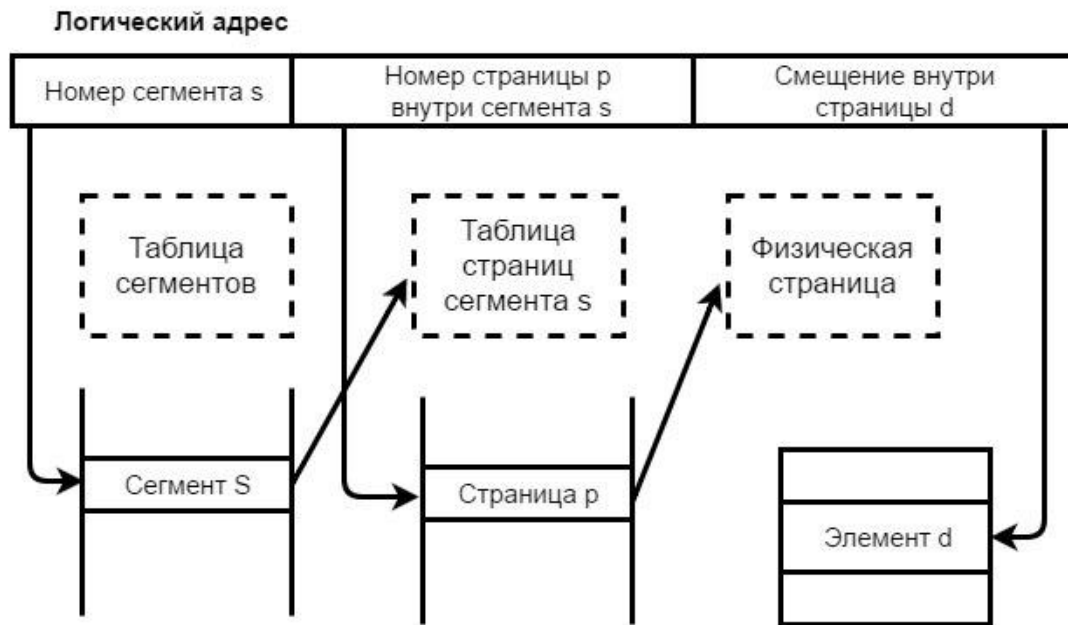 Логический адрес
Номер сегмента s
Номер страницы p
внутри сегмента s
Смещение внутри
страницы d
Таблица
сегментов
Таблица
страниц
сегмента s
Физическая
страница
Сегмент S
Страница p
Элемент d